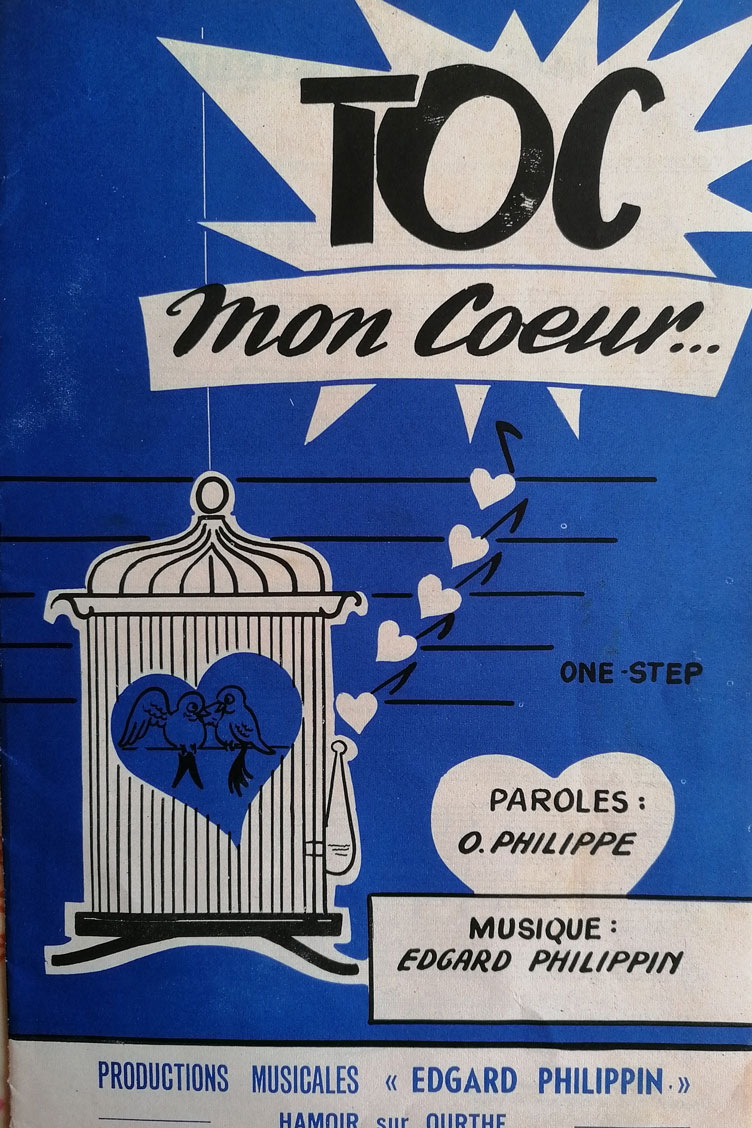 TOC
mon Coeur...
ONE-STEP
PAROLES :
O. PHILIPPE
MUSIQUE :
EDGARD PHILIPPIN
PRODUCTIONS MUSICALES « EDGARD PHILIPPIN »
HAMOIR sur OURTHE